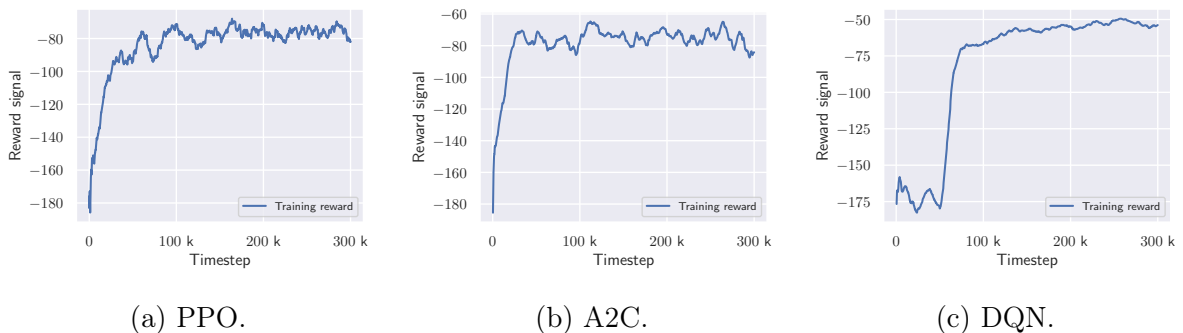 −80
−100
−120
−140
−160
−180
Reward signal
0 100 k 200 k 300 k
Timestep
Training reward
(a) PPO.
−60
−80
−100
−120
−140
−160
−180
Reward signal
0 100 k 200 k 300 k
Timestep
Training reward
(b) A2C.
−50
−75
−100
−125
−150
−175
Reward signal
0 100 k 200 k 300 k
Timestep
Training reward
(c) DQN.